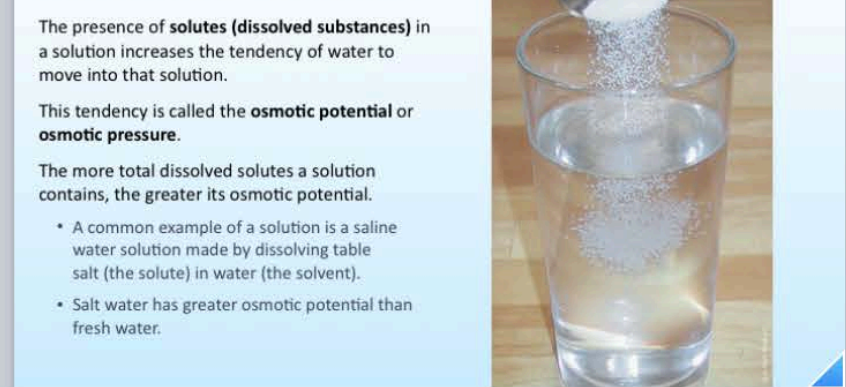 The presence of solutes (dissolved substances) in
a solution increases the tendency of water to
move into that solution.
This tendency is called the osmotic potential or
osmotic pressure.
The more total dissolved solutes a solution
contains, the greater its osmotic potential.
• A common example of a solution is a saline
water solution made by dissolving table
salt (the solute) in water (the solvent).
• Salt water has greater osmotic potential than
fresh water.